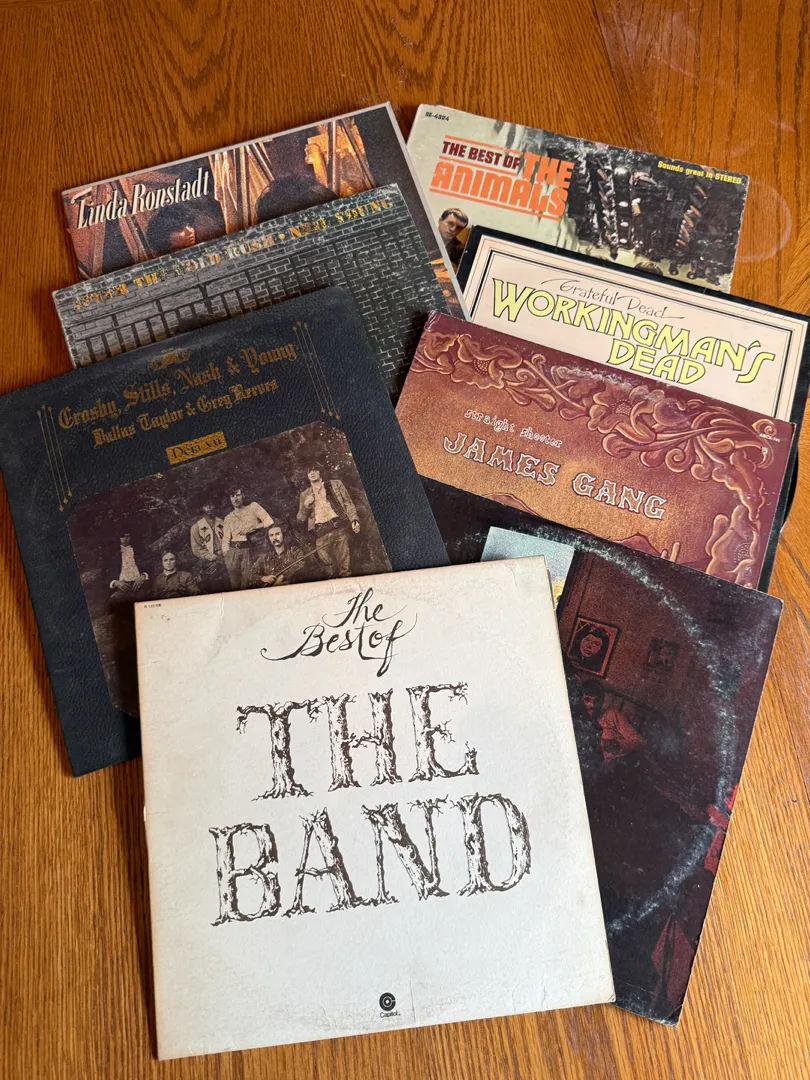 Linda Ronstadt
SE-4324
THE BEST OF THE
ANIMALS
Sounds great in STEREO
AFTER THE GOLD RUSH • NEIL YOUNG
Grateful Dead
WORKINGMAN'S
DEAD
Crosby, Stills, Nash & Young
Dallas Taylor & Greg Reeves
Déjà vu
straight shooter
JAMES GANG
The
Best of
THE
BAND
Capitol